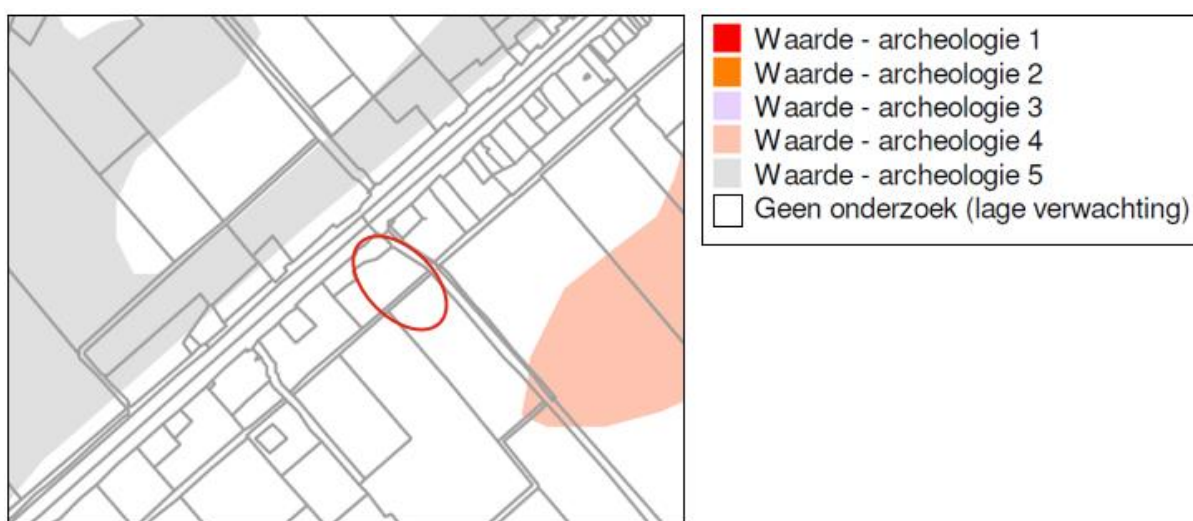 Waarde - archeologie 1
Waarde - archeologie 2
Waarde - archeologie 3
Waarde - archeologie 4
Waarde - archeologie 5
Geen onderzoek (lage verwachting)